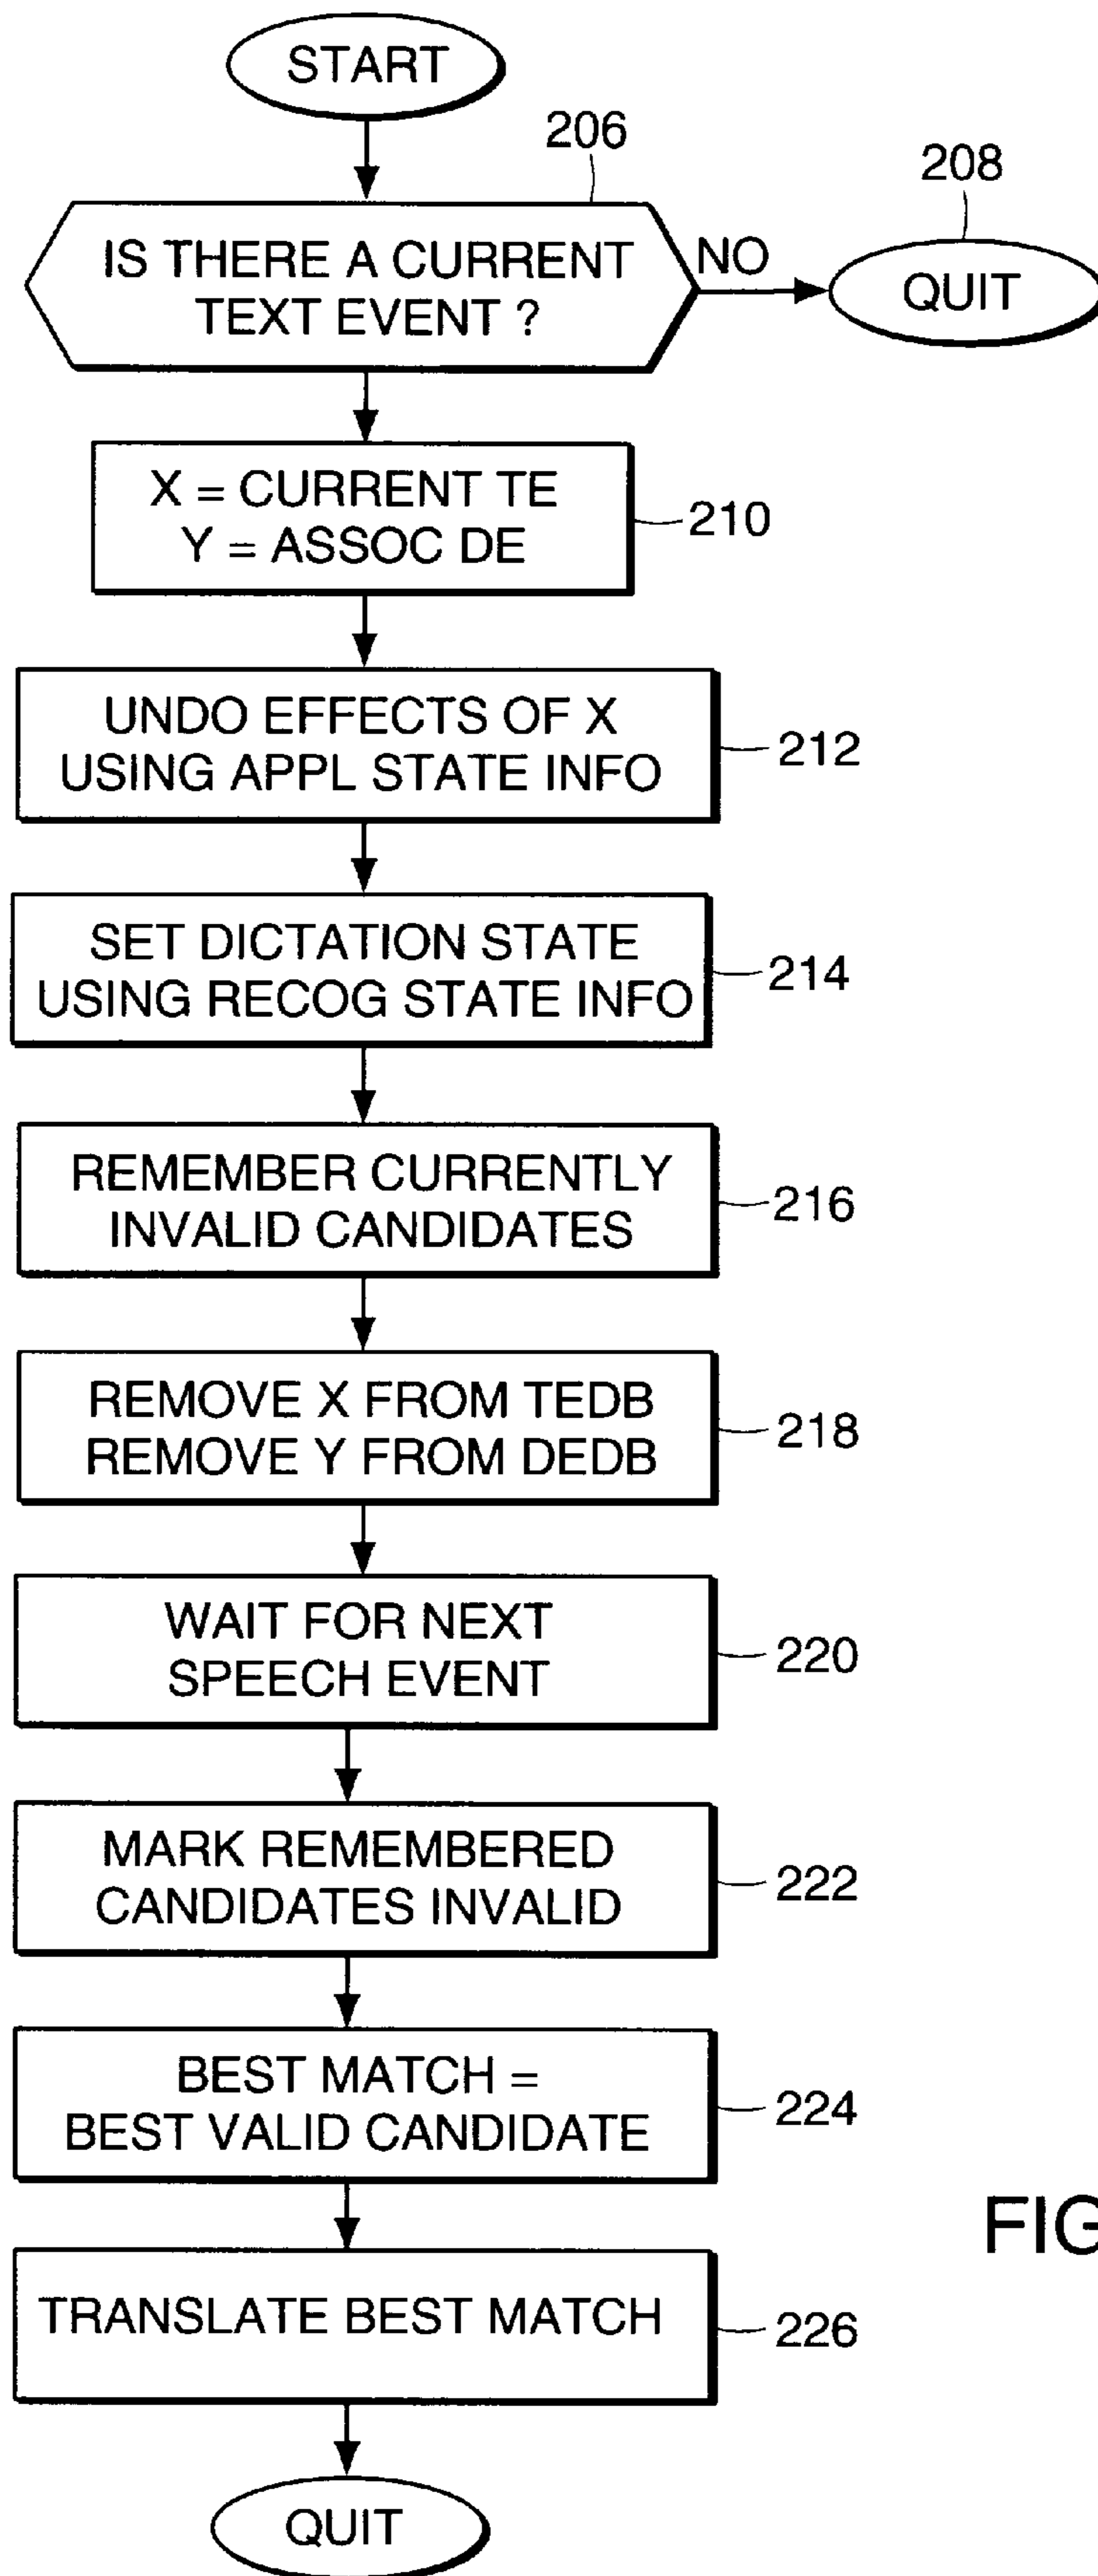 START
206
208
IS THERE A CURRENT
TEXT EVENT ?
NO
QUIT
X = CURRENT TE
Y = ASSOC DE
210
UNDO EFFECTS OF X
USING APPL STATE INFO
212
SET DICTATION STATE
USING RECOG STATE INFO
214
REMEMBER CURRENTLY
INVALID CANDIDATES
216
REMOVE X FROM TEDB
REMOVE Y FROM DEDB
218
WAIT FOR NEXT
SPEECH EVENT
220
MARK REMEMBERED
CANDIDATES INVALID
222
BEST MATCH =
BEST VALID CANDIDATE
224
FIG
TRANSLATE BEST MATCH
226
QUIT